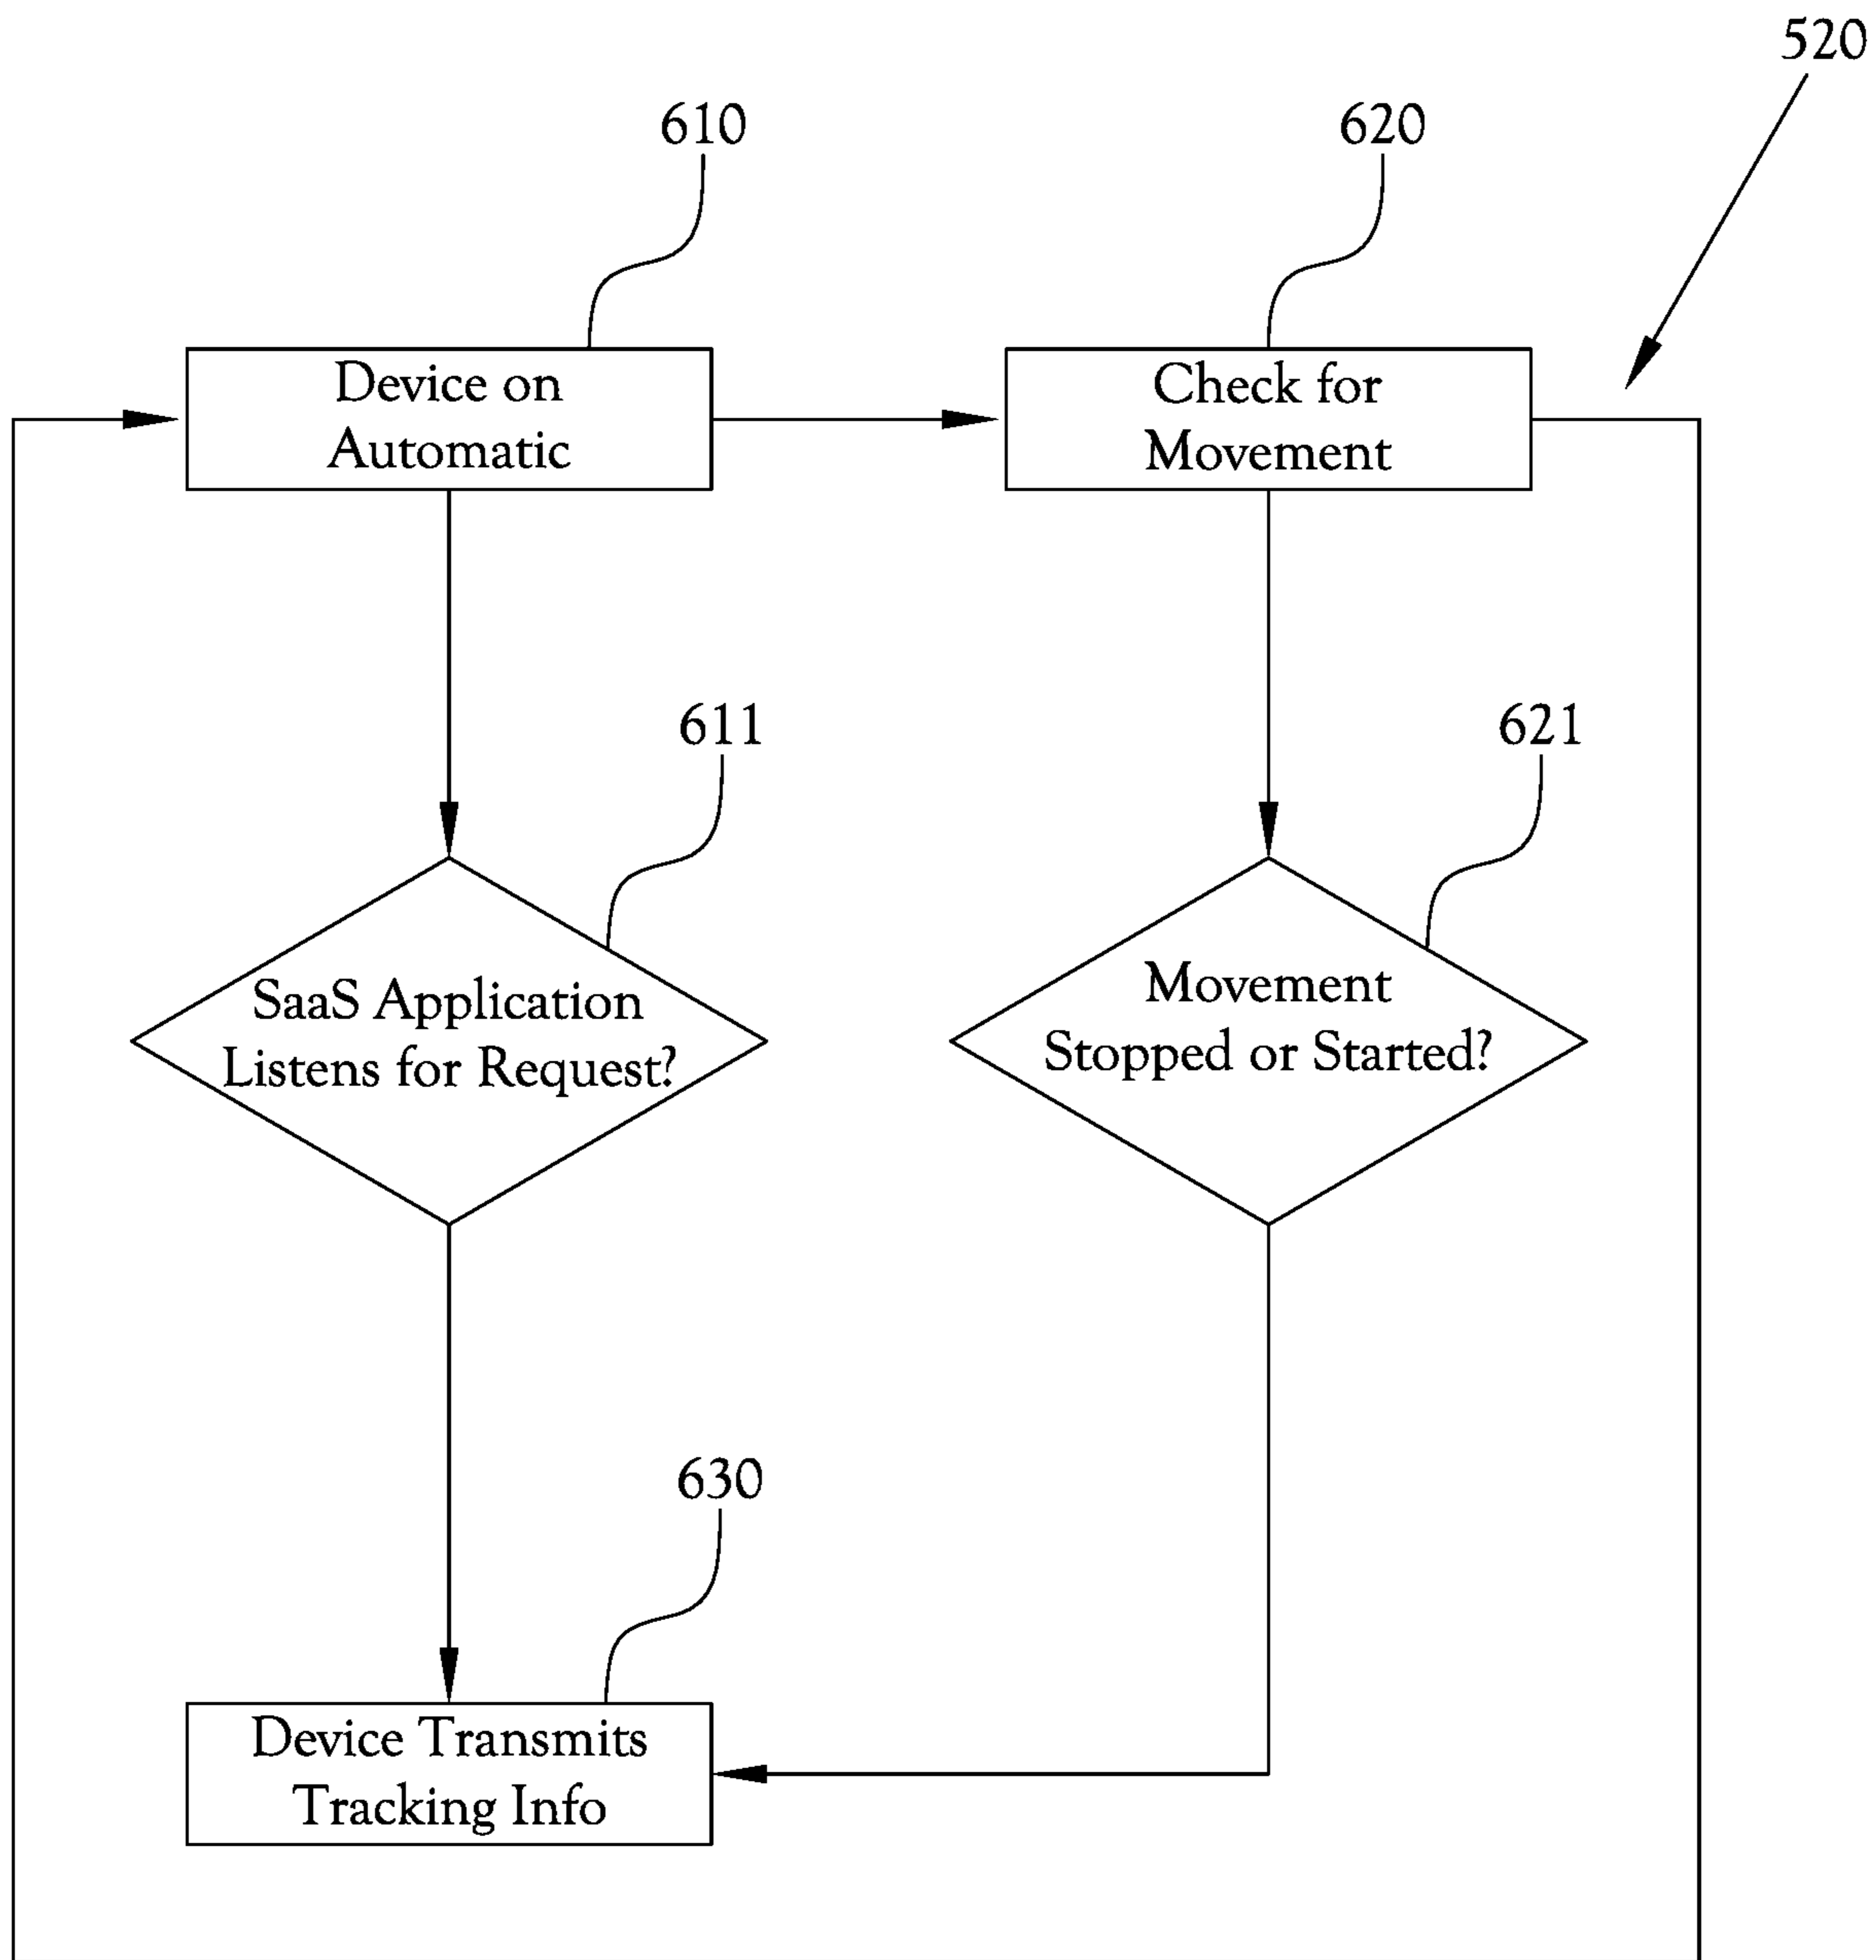 520
610
620
Device on
Automatic
Check for
Movement
611
621
SaaS Application
Listens for Request?
Movement
Stopped or Started?
630
Device Transmits
Tracking Info